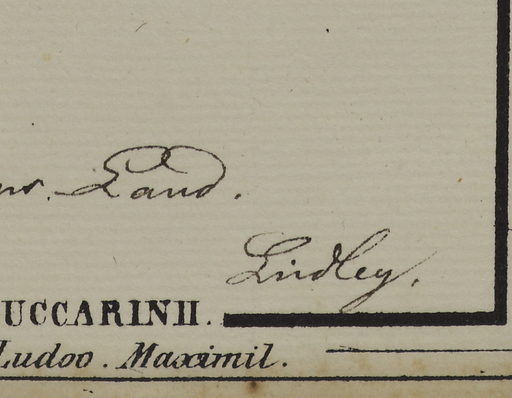 Land.
Lindley.
UCCARINII.
Ludov. Maximil.